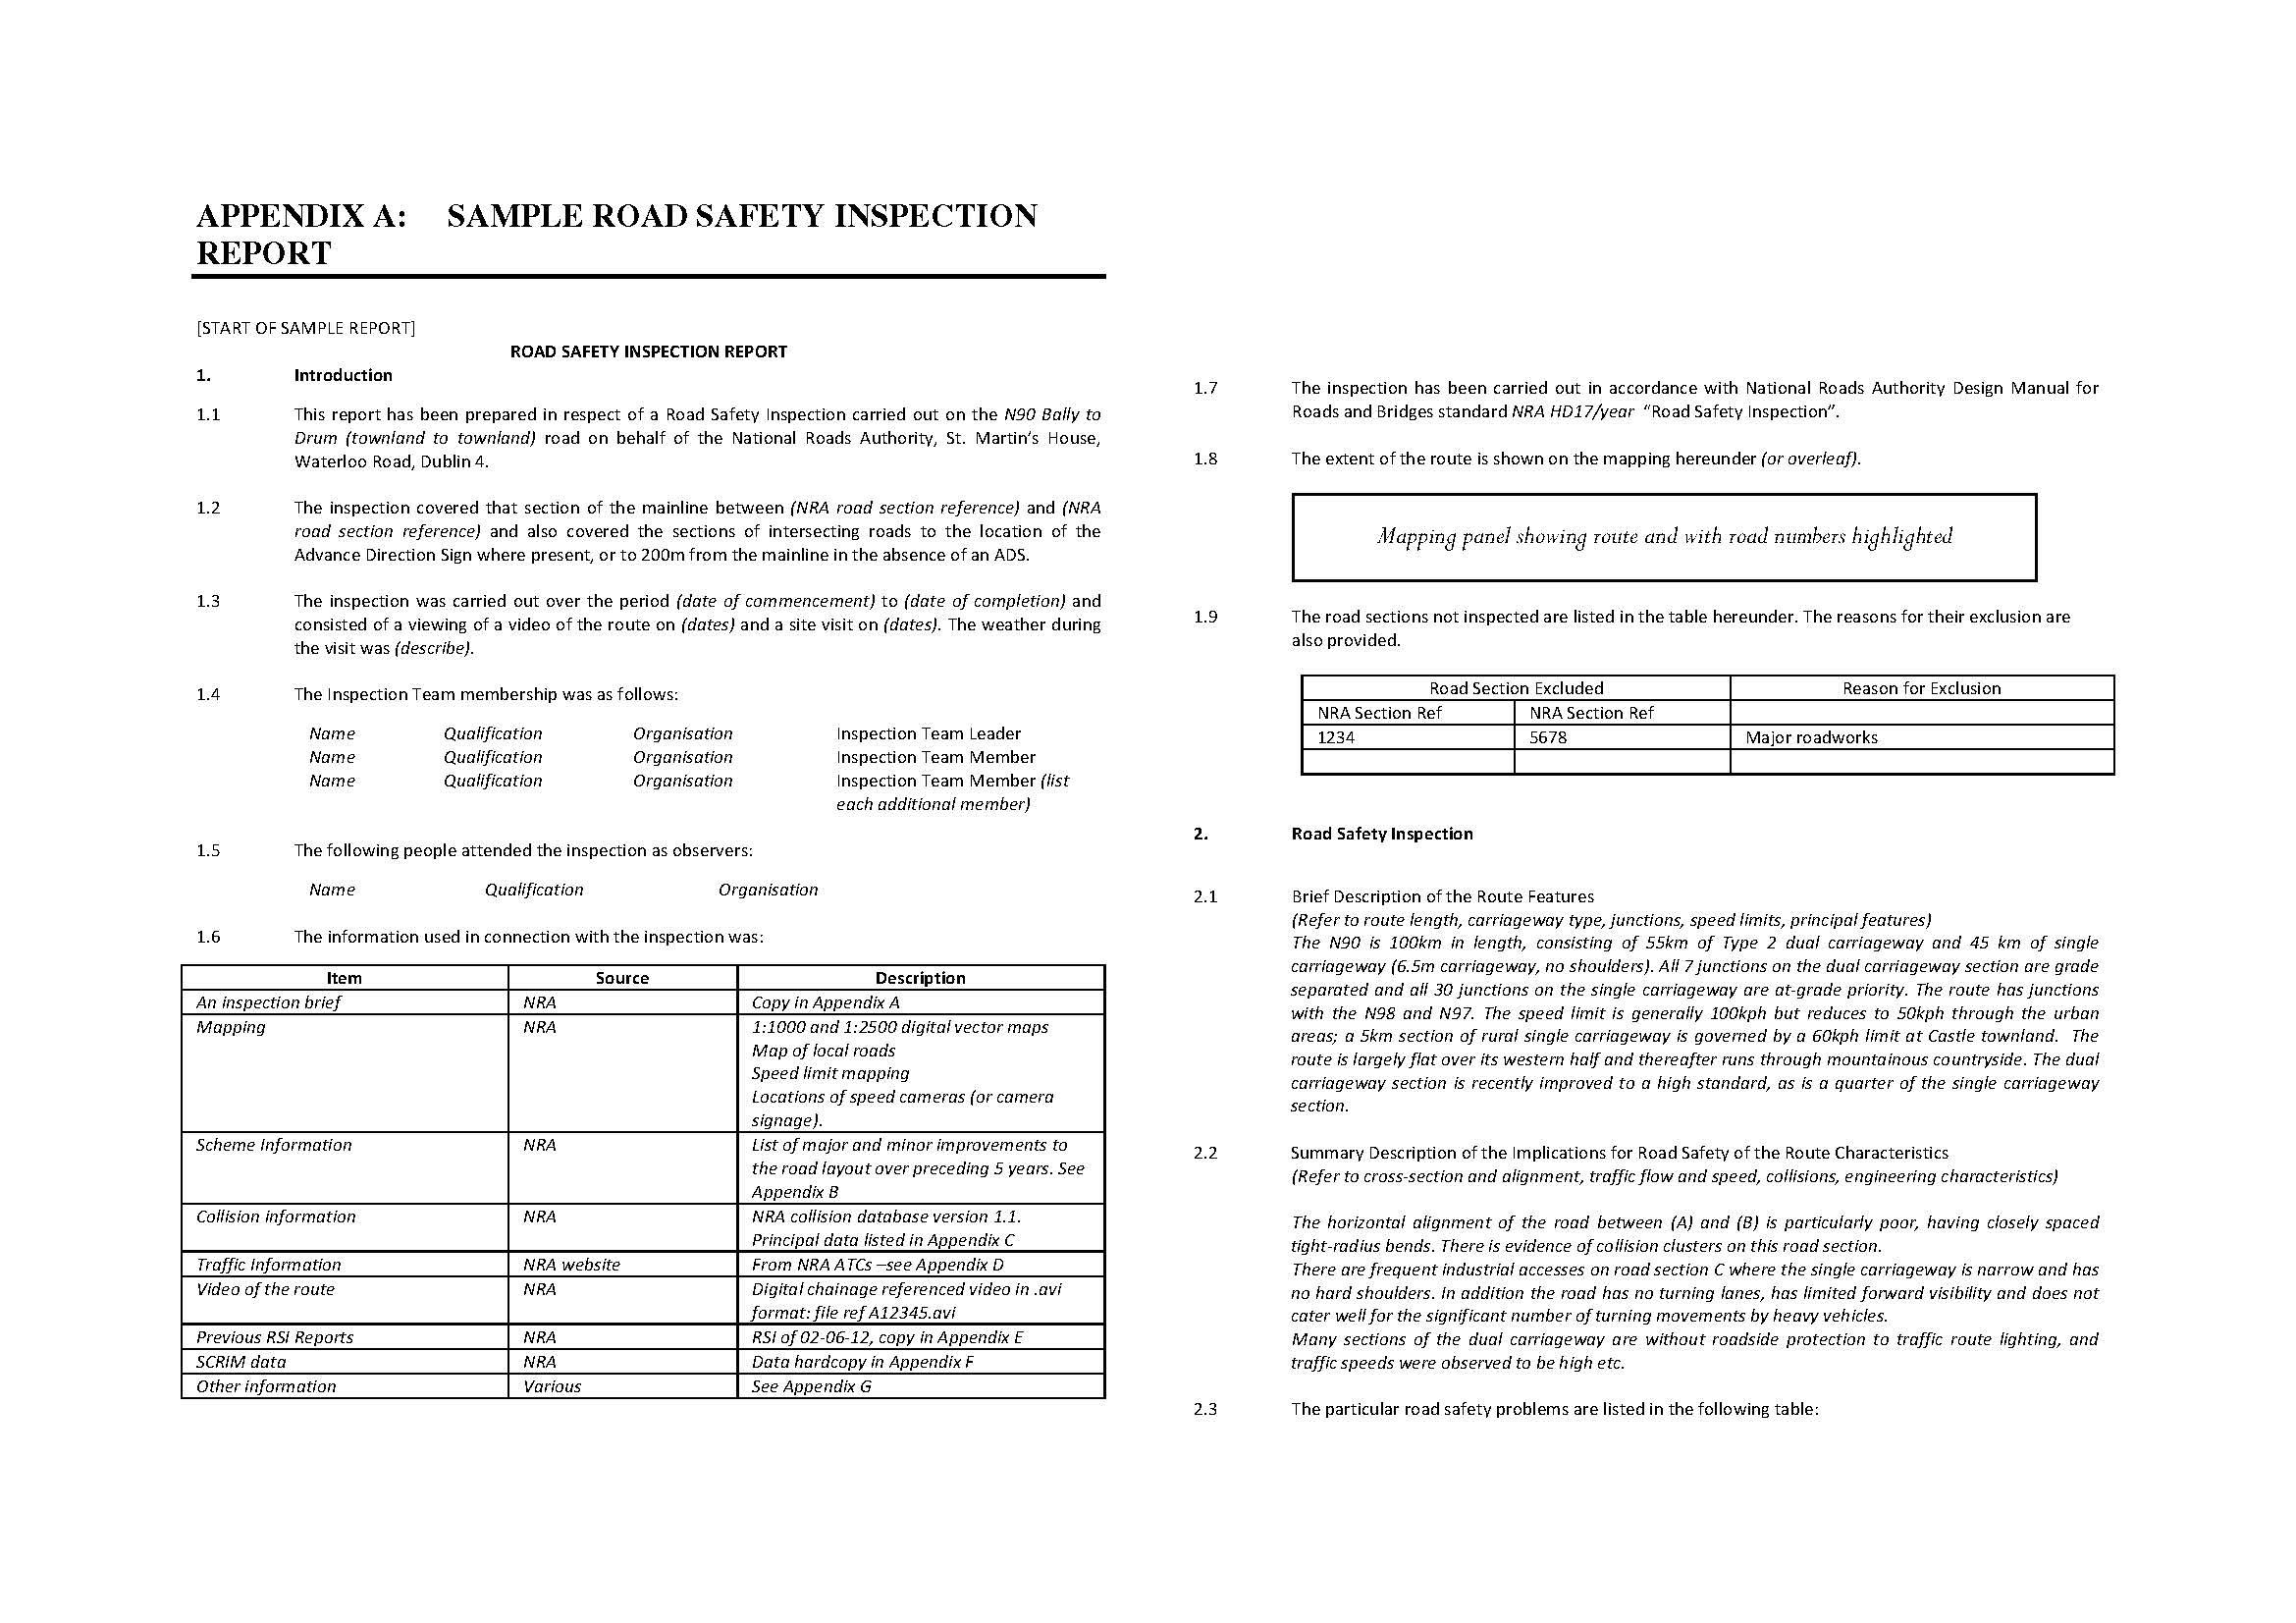 APPENDIX A: SAMPLE ROAD SAFETY INSPECTION
REPORT
[START OF SAMPLE REPORT]
ROAD SAFETY INSPECTION REPORT
1. Introduction
1.1 This report has been prepared in respect of a Road Safety Inspection carried out on the N90 Bally to
Drum (townland to townland) road on behalf of the National Roads Authority, St. Martin’s House,
Waterloo Road, Dublin 4.
1.2 The inspection covered that section of the mainline between (NRA road section reference) and (NRA
road section reference) and also covered the sections of intersecting roads to the location of the
Advance Direction Sign where present, or to 200m from the mainline in the absence of an ADS.
1.3 The inspection was carried out over the period (date of commencement) to (date of completion) and
consisted of a viewing of a video of the route on (dates) and a site visit on (dates). The weather during
the visit was (describe).
1.4 The Inspection Team membership was as follows:
Name Qualification Organisation Inspection Team Leader
Name Qualification Organisation Inspection Team Member
Name Qualification Organisation Inspection Team Member (list
each additional member)
1.5 The following people attended the inspection as observers:
Name Qualification Organisation
1.6 The information used in connection with the inspection was:
Item Source Description
An inspection brief NRA Copy in Appendix A
Mapping NRA 1:1000 and 1:2500 digital vector maps
Map of local roads
Speed limit mapping
Locations of speed cameras (or camera
signage).
Scheme Information NRA List of major and minor improvements to
the road layout over preceding 5 years. See
Appendix B
Collision information NRA NRA collision database version 1.1.
Principal data listed in Appendix C
Traffic Information NRA website From NRA ATCs –see Appendix D
Video of the route NRA Digital chainage referenced video in .avi
format: file ref A12345.avi
Previous RSI Reports NRA RSI of 02-06-12, copy in Appendix E
SCRIM data NRA Data hardcopy in Appendix F
Other information Various See Appendix G
1.7 The inspection has been carried out in accordance with National Roads Authority Design Manual for
Roads and Bridges standard NRA HD17/year “Road Safety Inspection”.
1.8 The extent of the route is shown on the mapping hereunder (or overleaf).
Mapping panel showing route and with road numbers highlighted
1.9 The road sections not inspected are listed in the table hereunder. The reasons for their exclusion are
also provided.
Road Section Excluded Reason for Exclusion
NRA Section Ref NRA Section Ref
1234 5678 Major roadworks
2. Road Safety Inspection
2.1 Brief Description of the Route Features
(Refer to route length, carriageway type, junctions, speed limits, principal features)
The N90 is 100km in length, consisting of 55km of Type 2 dual carriageway and 45 km of single
carriageway (6.5m carriageway, no shoulders). All 7 junctions on the dual carriageway section are grade
separated and all 30 junctions on the single carriageway are at-grade priority. The route has junctions
with the N98 and N97. The speed limit is generally 100kph but reduces to 50kph through the urban
areas; a 5km section of rural single carriageway is governed by a 60kph limit at Castle townland. The
route is largely flat over its western half and thereafter runs through mountainous countryside. The dual
carriageway section is recently improved to a high standard, as is a quarter of the single carriageway
section.
2.2 Summary Description of the Implications for Road Safety of the Route Characteristics
(Refer to cross-section and alignment, traffic flow and speed, collisions, engineering characteristics)
The horizontal alignment of the road between (A) and (B) is particularly poor, having closely spaced
tight-radius bends. There is evidence of collision clusters on this road section.
There are frequent industrial accesses on road section C where the single carriageway is narrow and has
no hard shoulders. In addition the road has no turning lanes, has limited forward visibility and does not
cater well for the significant number of turning movements by heavy vehicles.
Many sections of the dual carriageway are without roadside protection to traffic route lighting, and
traffic speeds were observed to be high etc.
2.3 The particular road safety problems are listed in the following table: